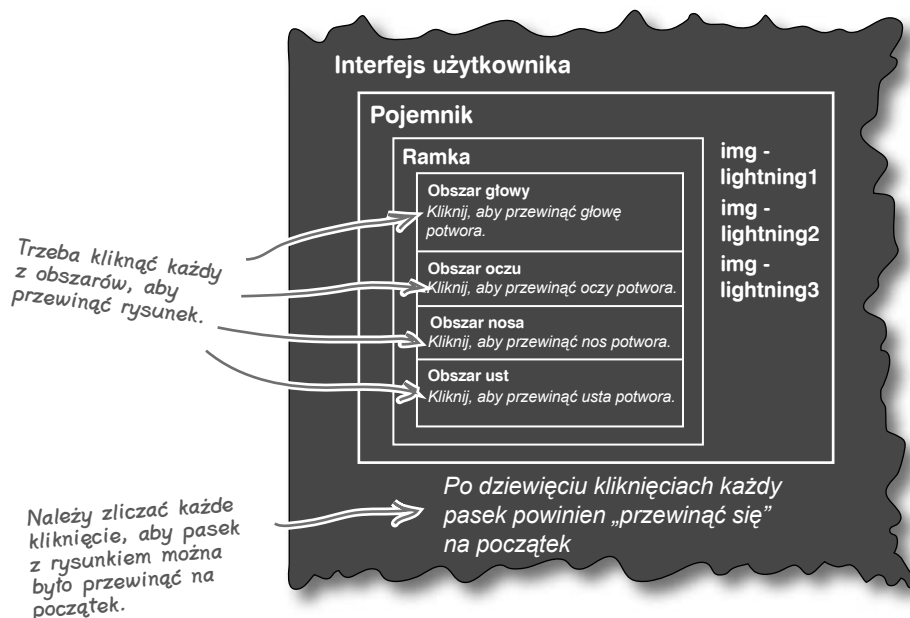 Interfejs użytkownika
Pojemnik
Ramka
Obszar głowy
Kliknij, aby przewinąć głowę
potwora.
Obszar oczu
Kliknij, aby przewinąć oczy potwora.
Obszar nosa
Kliknij, aby przewinąć nos potwora.
Obszar ust
Kliknij, aby przewinąć usta potwora.
img -
lightning1
img -
lightning2
img -
lightning3
Trzeba kliknąć każdy
z obszarów, aby
przewinąć rysunek.
Po dziewięciu kliknięciach każdy
pasek powinien „przewinąć się”
na początek
Należy zliczać każde
kliknięcie, aby pasek
z rysunkiem można
było przewinąć na
początek.